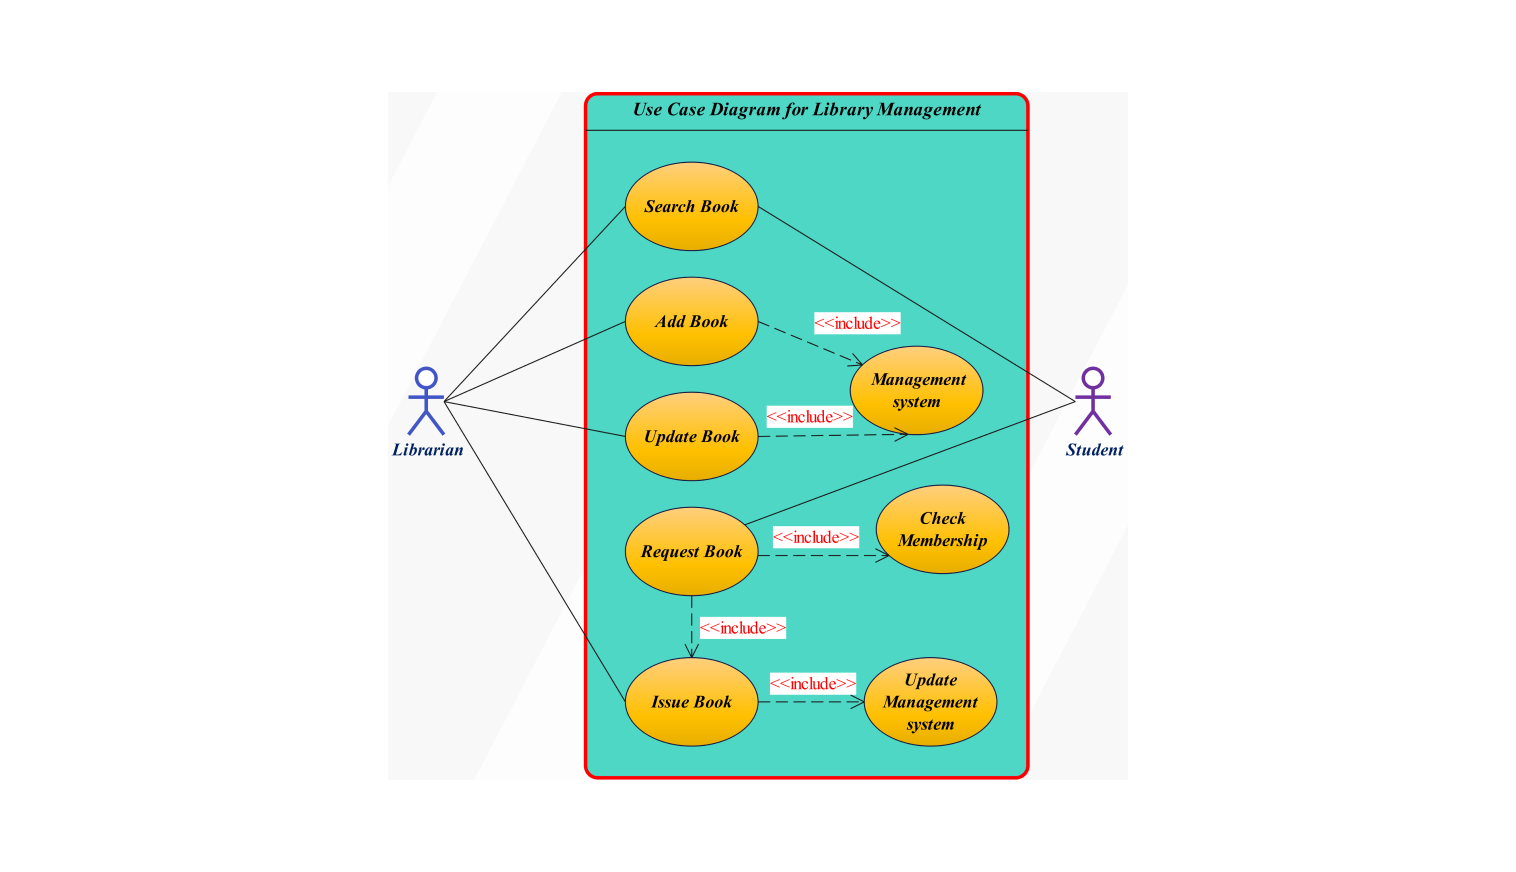 Use Case Diagram for Library Management
Search Book
Add Book
<<include>>
Management
system
<<include>>
Update Book
Librarian
Student
Check
Membership
<<include>>
Request Book
<<include>>
Issue Book
<<include>>
Update
Management
system